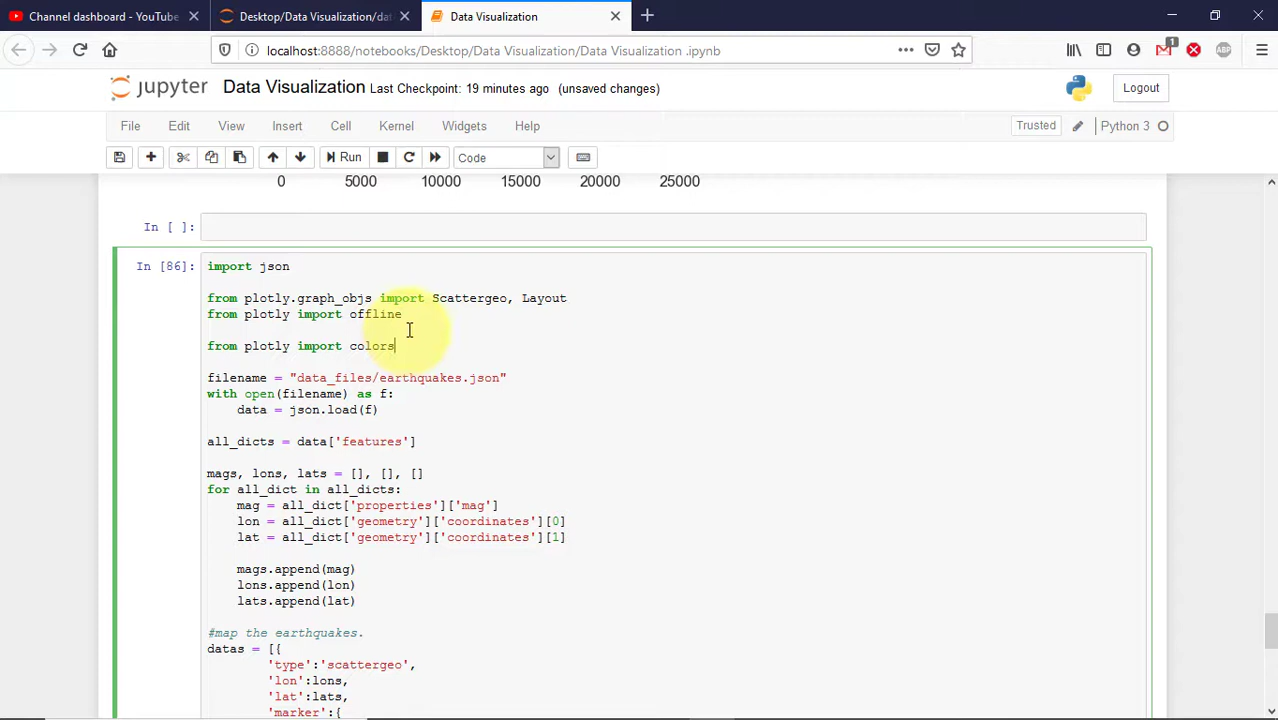 Channel dashboard - YouTube
Desktop/Data Visualization/dat
Data Visualization
localhost:8888/notebooks/Desktop/Data Visualization/Data Visualization .ipynb
1
ABP
jupyter Data Visualization Last Checkpoint: 19 minutes ago (unsaved changes)
Logout
File Edit View Insert Cell Kernel Widgets Help
Trusted Python 3
Run Code
0 5000 10000 15000 20000 25000
In [ ]:
In [86]: import json
from plotly.graph_objs import Scattergeo, Layout
from plotly import offline
from plotly import colors
filename = "data_files/earthquakes.json"
with open(filename) as f:
    data = json.load(f)
all_dicts = data['features']
mags, lons, lats = [], [], []
for all_dict in all_dicts:
    mag = all_dict['properties']['mag']
    lon = all_dict['geometry']['coordinates'][0]
    lat = all_dict['geometry']['coordinates'][1]
    mags.append(mag)
    lons.append(lon)
    lats.append(lat)
#map the earthquakes.
datas = [{
        'type':'scattergeo',
        'lon':lons,
        'lat':lats,
        'marker':{